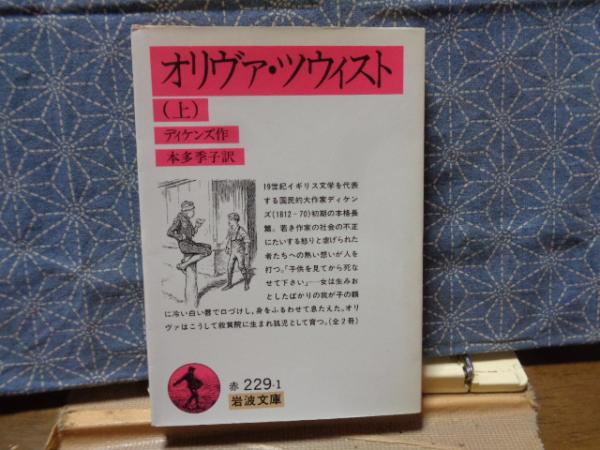 オリヴァ・ツウィスト
(上)
ディケンズ作
本多季子訳
19世紀イギリス文学を代表
する国民的大作家ディケン
ズ(1812-70)初期の本格長
篇。若き作家の社会の不正
にたいする怒りと虐げられた
者たちへの熱い想いが人を
打つ。「子供を見てから死な
せて下さい」―女は生みお
としたばかりの我が子の額
に冷い白い唇で口づけし,身をふるわせて息たえた。オリ
ヴァはこうして救貧院に生まれ孤児として育つ。(全2冊)
赤 229-1
岩波文庫